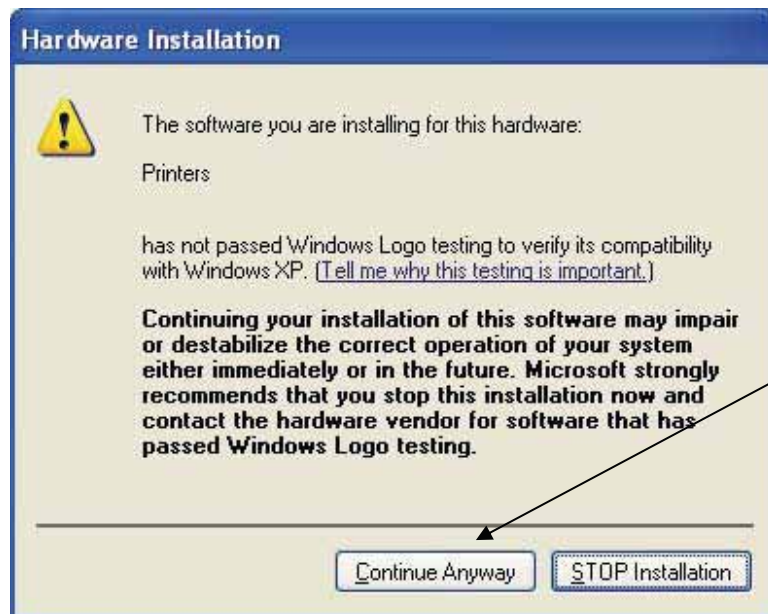 Hardware Installation
The software you are installing for this hardware:
Printers
has not passed Windows Logo testing to verify its compatibility
with Windows XP. (Tell me why this testing is important.)
Continuing your installation of this software may impair
or destabilize the correct operation of your system
either immediately or in the future. Microsoft strongly
recommends that you stop this installation now and
contact the hardware vendor for software that has
passed Windows Logo testing.
Continue Anyway
STOP Installation